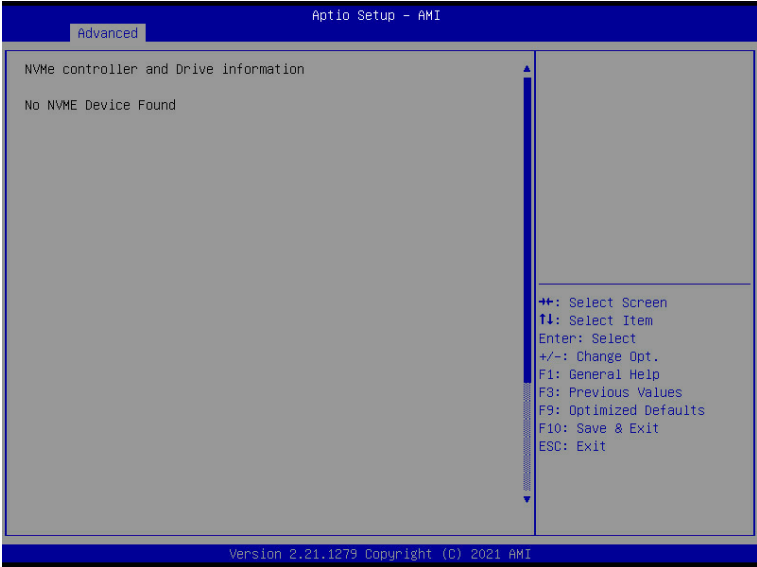 Aptio Setup – AMI
Advanced
NVMe controller and Drive information
No NVME Device Found
→←: Select Screen
↑↓: Select Item
Enter: Select
+/-: Change Opt.
F1: General Help
F3: Previous Values
F9: Optimized Defaults
F10: Save & Exit
ESC: Exit
Version 2.21.1279 Copyright (C) 2021 AMI